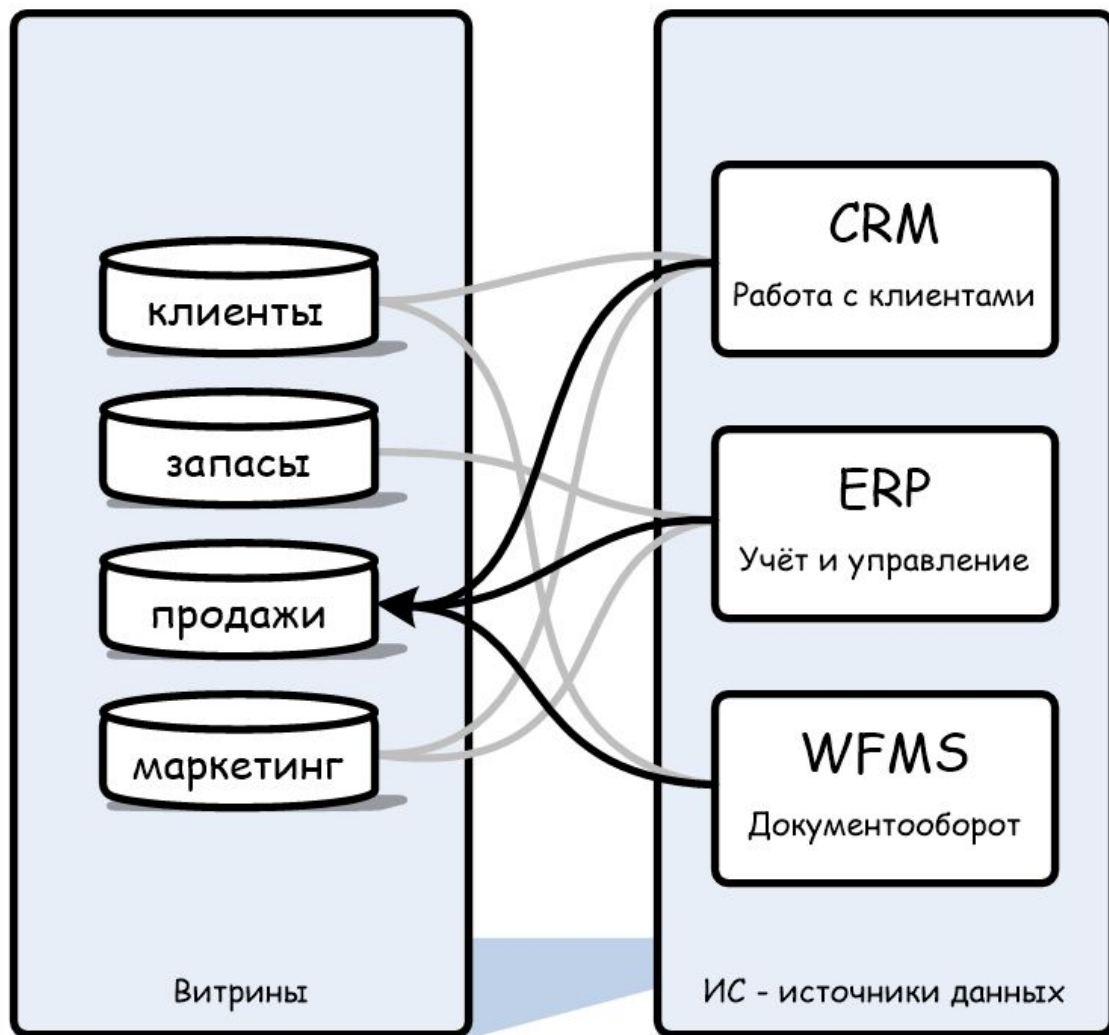 клиенты
запасы
продажи
маркетинг
Витрины
CRM
Работа с клиентами
ERP
Учёт и управление
WFMS
Документооборот
ИС - источники данных